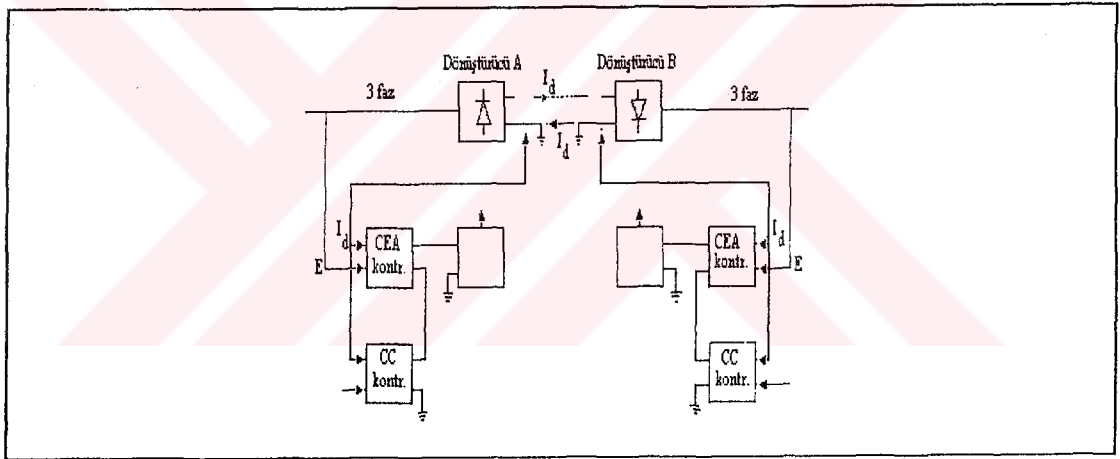 Dönüştürücü A
Dönüştürücü B
I_d
3 faz
3 faz
I_d
I_d
CEA
kontr.
E
CEA
kontr.
I_d
E
CC
kontr.
CC
kontr.